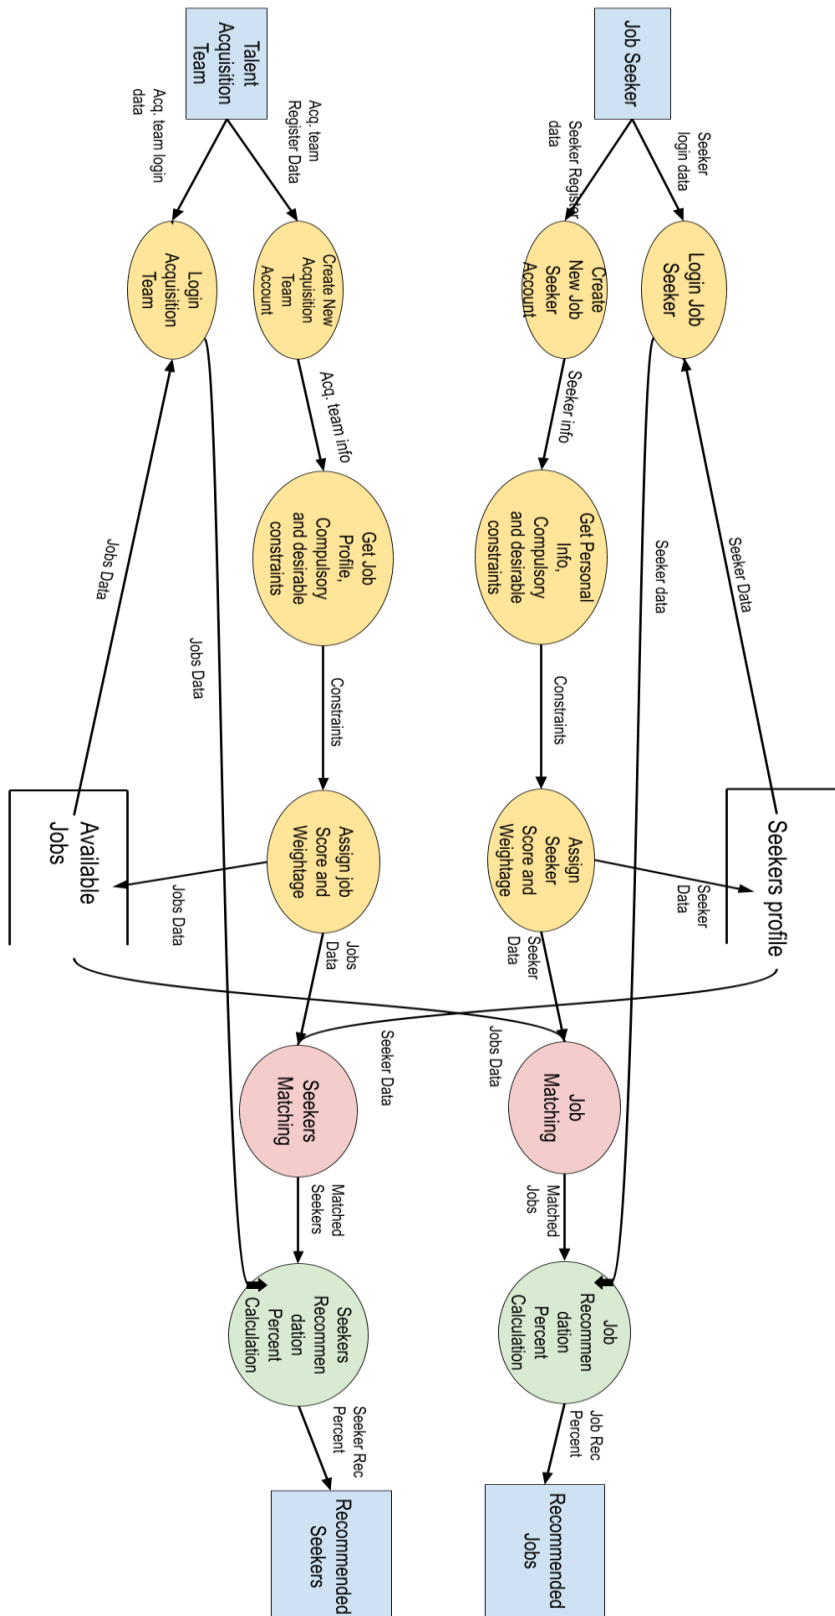 Job Seeker
Seeker
login data
Seeker Register
data
Login Job
Seeker
Create
New Job
Seeker
Account
Seeker info
Get Personal
Info,
Compulsory
and desirable
constraints
Seeker data
Seeker Data
Constraints
Seekers profile
Assign
Seeker
Score and
Weightage
Seeker
Data
Seeker
Data
Jobs Data
Job
Matching
Matched
Jobs
Job
Recommen
dation
Percent
Calculation
Job Rec
Percent
Recommended
Jobs
Talent
Acquisition
Team
Acq. team
Register Data
Acq. team login
data
Create New
Acquisition
Team
Account
Login
Acquisition
Team
Acq. team info
Get Job
Profile,
Compulsory
and desirable
constraints
Jobs Data
Jobs Data
Constraints
Assign job
Score and
Weightage
Available
Jobs
Jobs Data
Jobs
Data
Seeker Data
Seekers
Matching
Matched
Seekers
Seekers
Recommen
dation
Percent
Calculation
Seeker Rec
Percent
Recommended
Seekers